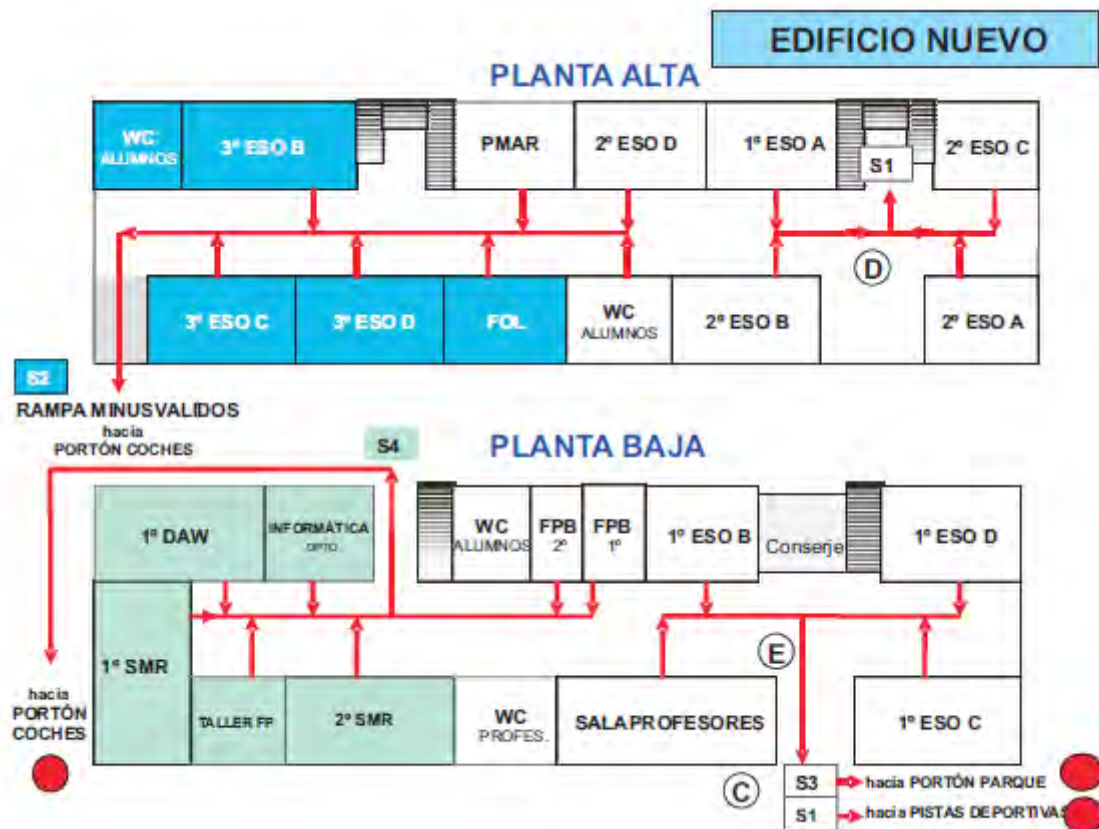 EDIFICIO NUEVO
PLANTA ALTA
WC
ALUMNOS
3º ESO B
PMAR
2º ESO D
1º ESO A
S1
2º ESO C
D
3º ESO C
3º ESO D
FOL
WC
ALUMNOS
2º ESO B
2º ESO A
S2
RAMPA MINUSVALIDOS
hacia
PORTÓN COCHES
S4
PLANTA BAJA
1º DAW
INFORMÁTICA
DPTO
WC
ALUMNOS
FPB
2º
FPB
1º
1º ESO B
Conserje
1º ESO D
1º SMR
E
hacia
PORTÓN
COCHES
TALLER FP
2º SMR
WC
PROFES.
SALA PROFESORES
1º ESO C
C
S3
hacia PORTÓN PARQUE
S1
hacia PISTAS DEPORTIVAS